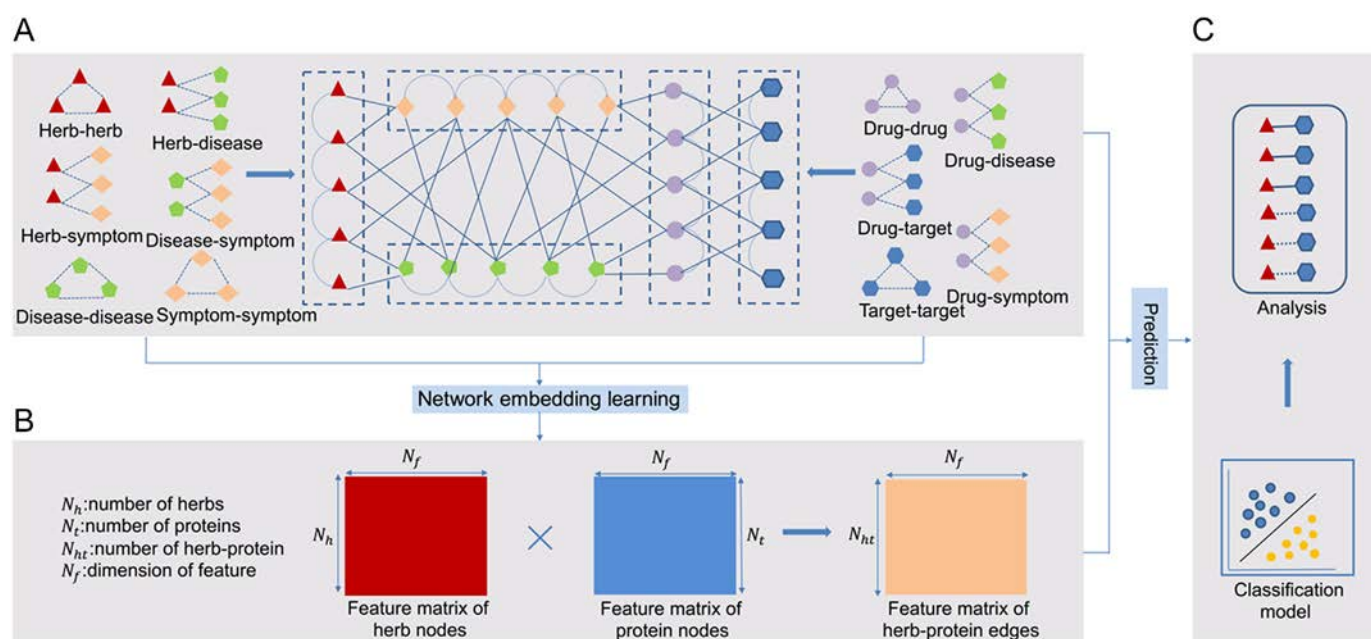 A
C
Herb-herb
Herb-disease
Herb-symptom
Disease-symptom
Disease-disease
Symptom-symptom
Drug-drug
Drug-disease
Drug-target
Drug-symptom
Target-target
Prediction
Analysis
Network embedding learning
B
N_h:number of herbs
N_t:number of proteins
N_ht:number of herb-protein
N_f:dimension of feature
N_f
N_h
Feature matrix of
herb nodes
N_f
N_t
Feature matrix of
protein nodes
N_f
N_ht
Feature matrix of
herb-protein edges
Classification
model